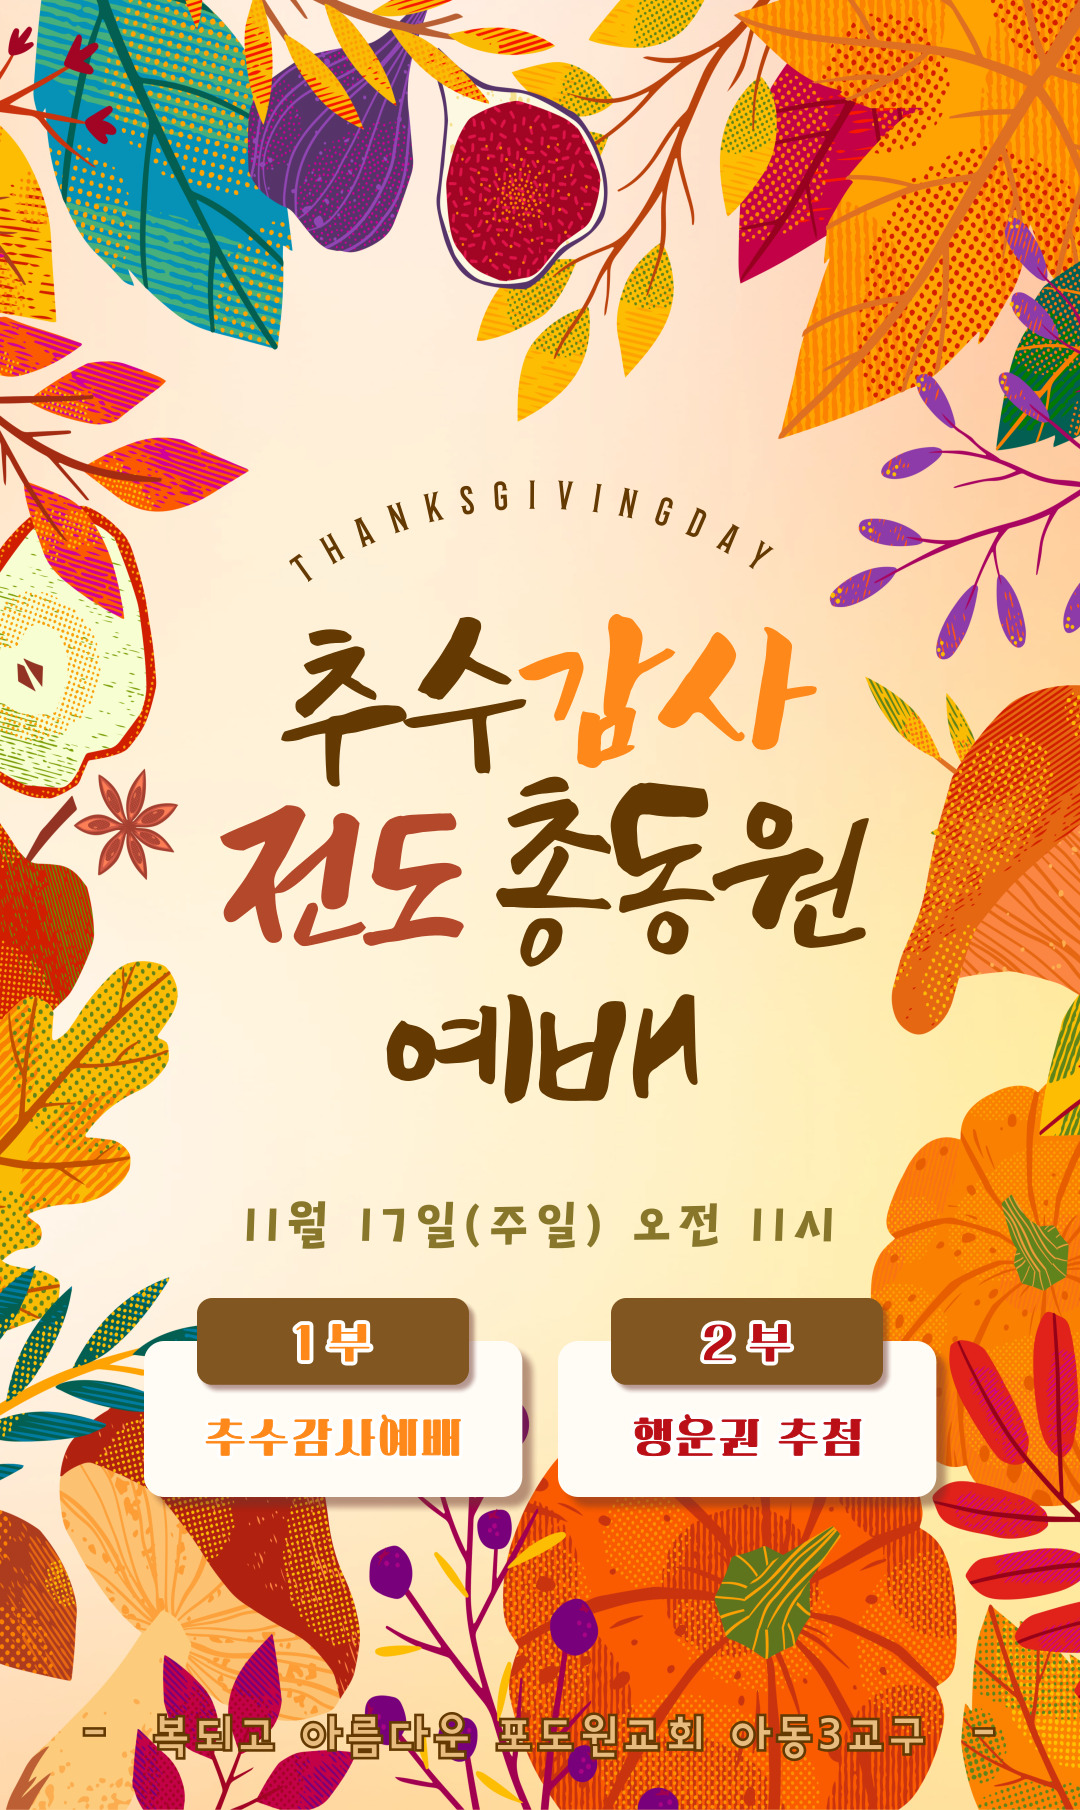 THANKSGIVINGDAY
추수감사
전도 총동원
예배
11월 17일(주일) 오전 11시
1부
추수감사예배
2부
행운권 추첨
- 복되고 아름다운 포도원교회 아동3교구 -